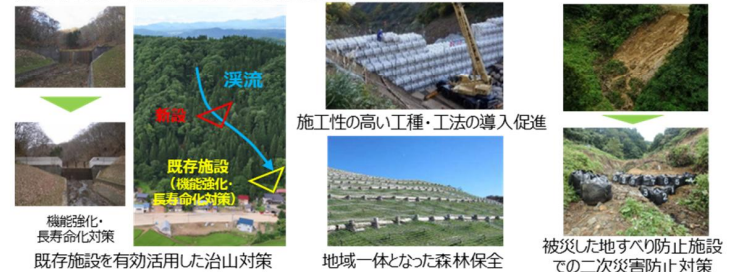 渓流
新設
既存施設
(機能強化・
長寿命化対策)
機能強化・
長寿命化対策
既存施設を有効活用した治山対策
施工性の高い工種・工法の導入促進
地域一体となった森林保全
被災した地すべり防止施設
での二次災害防止対策